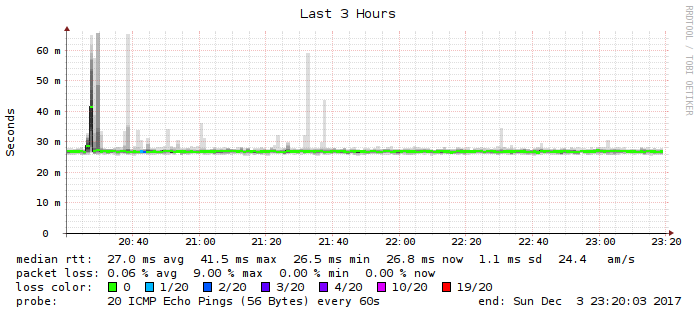 Last 3 Hours
RRDTOOL / TOBI OETIKER
Seconds
60 m
50 m
40 m
30 m
20 m
10 m
0
20:40 21:00 21:20 21:40 22:00 22:20 22:40 23:00 23:20
median rtt: 27.0 ms avg 41.5 ms max 26.5 ms min 26.8 ms now 1.1 ms sd 24.4 am/s
packet loss: 0.06 % avg 9.00 % max 0.00 % min 0.00 % now
loss color: 0 1/20 2/20 3/20 4/20 10/20 19/20
probe: 20 ICMP Echo Pings (56 Bytes) every 60s end: Sun Dec 3 23:20:03 2017